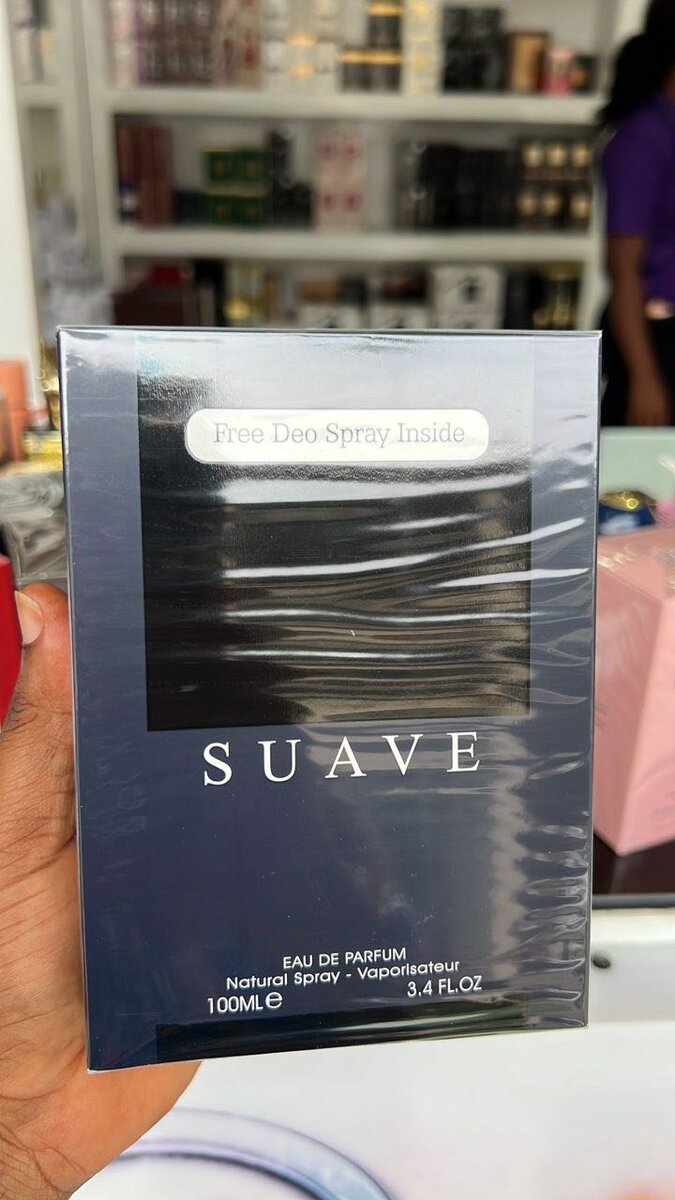 Free Deo Spray Inside
SUAVE
EAU DE PARFUM
Natural Spray - Vaporisateur
100ML℮ 3.4 FL.OZ